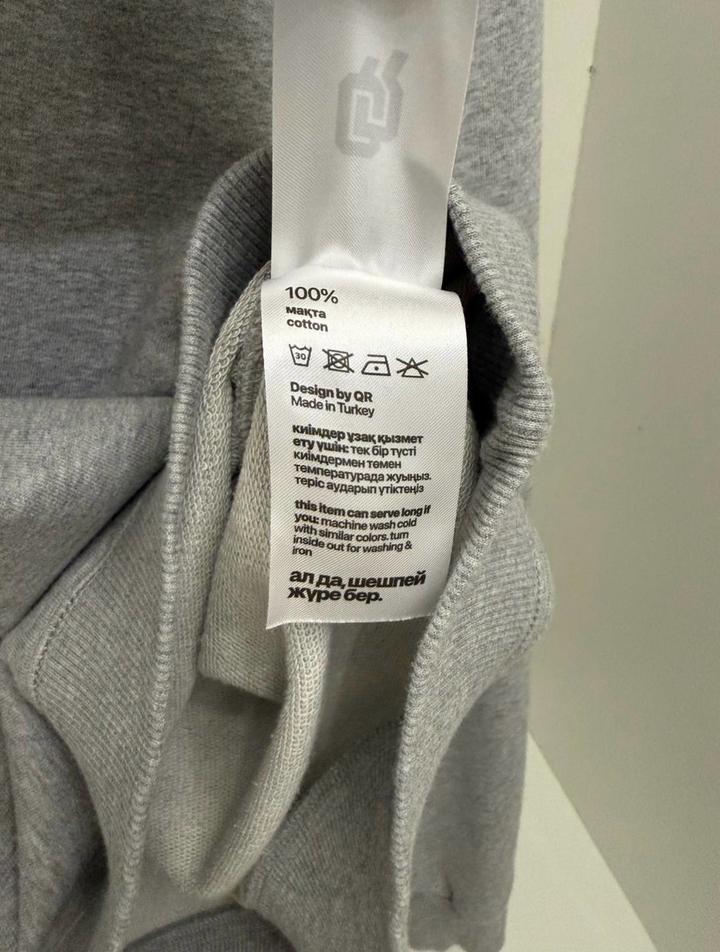 100%
мақта
cotton
30
Design by QR
Made in Turkey
киімдер ұзақ қызмет
ету үшін: тек бір түсті
киімдермен төмен
температурада жуыңыз.
теріс аударып үтіктеңіз
this item can serve long if
you: machine wash cold
with similar colors. turn
inside out for washing &
iron
ал да, шешпей
жүре бер.